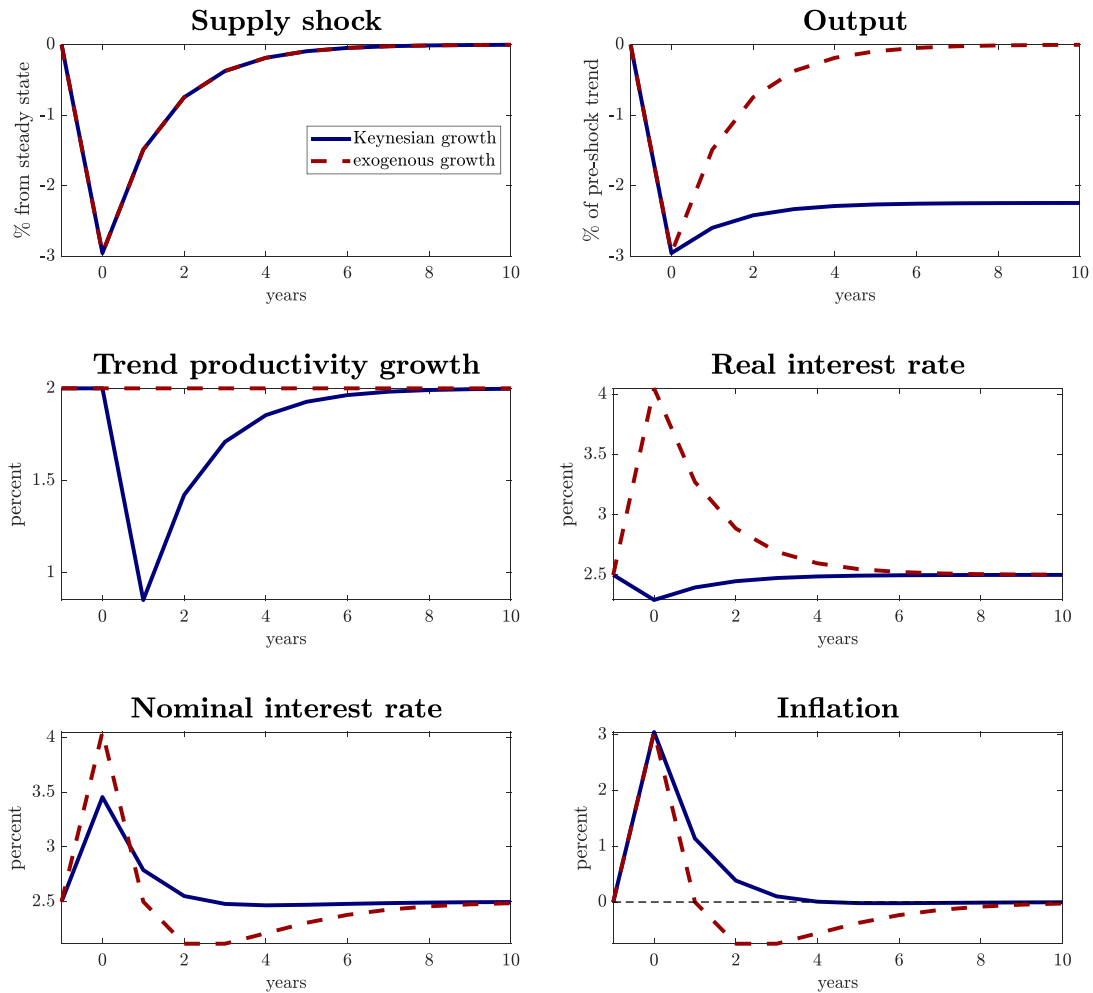 Supply shock
0
-1
-2
-3
% from steady state
Keynesian growth
exogenous growth
0 2 4 6 8 10
years
Output
0
-1
-2
-3
% of pre-shock trend
0 2 4 6 8 10
years
Trend productivity growth
2
1.5
1
percent
0 2 4 6 8 10
years
Real interest rate
4
3.5
3
2.5
percent
0 2 4 6 8 10
years
Nominal interest rate
4
3.5
3
2.5
percent
0 2 4 6 8 10
years
Inflation
3
2
1
0
percent
0 2 4 6 8 10
years